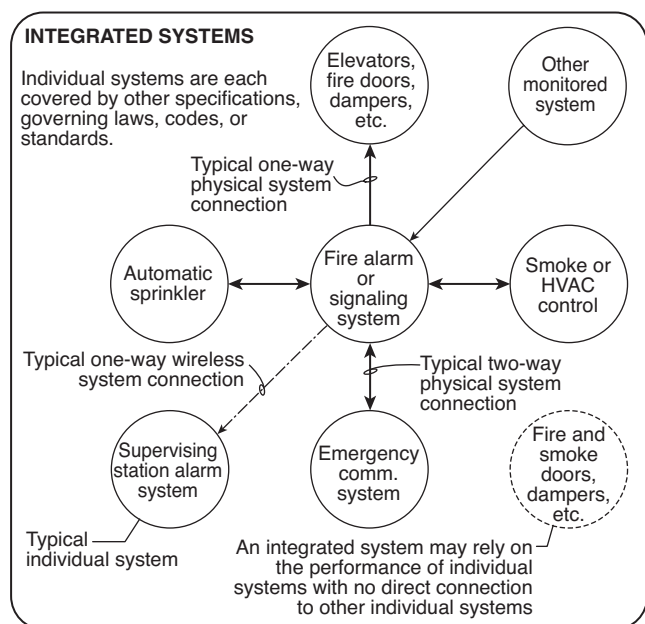 INTEGRATED SYSTEMS
Individual systems are each
covered by other specifications,
governing laws, codes, or
standards.
Elevators,
fire doors,
dampers,
etc.
Other
monitored
system
Typical one-way
physical system
connection
Automatic
sprinkler
Fire alarm
or
signaling
system
Smoke or
HVAC
control
Typical one-way wireless
system connection
Typical two-way
physical system
connection
Supervising
station alarm
system
Emergency
comm.
system
Fire and
smoke
doors,
dampers,
etc.
Typical
individual system
An integrated system may rely on
the performance of individual
systems with no direct connection
to other individual systems